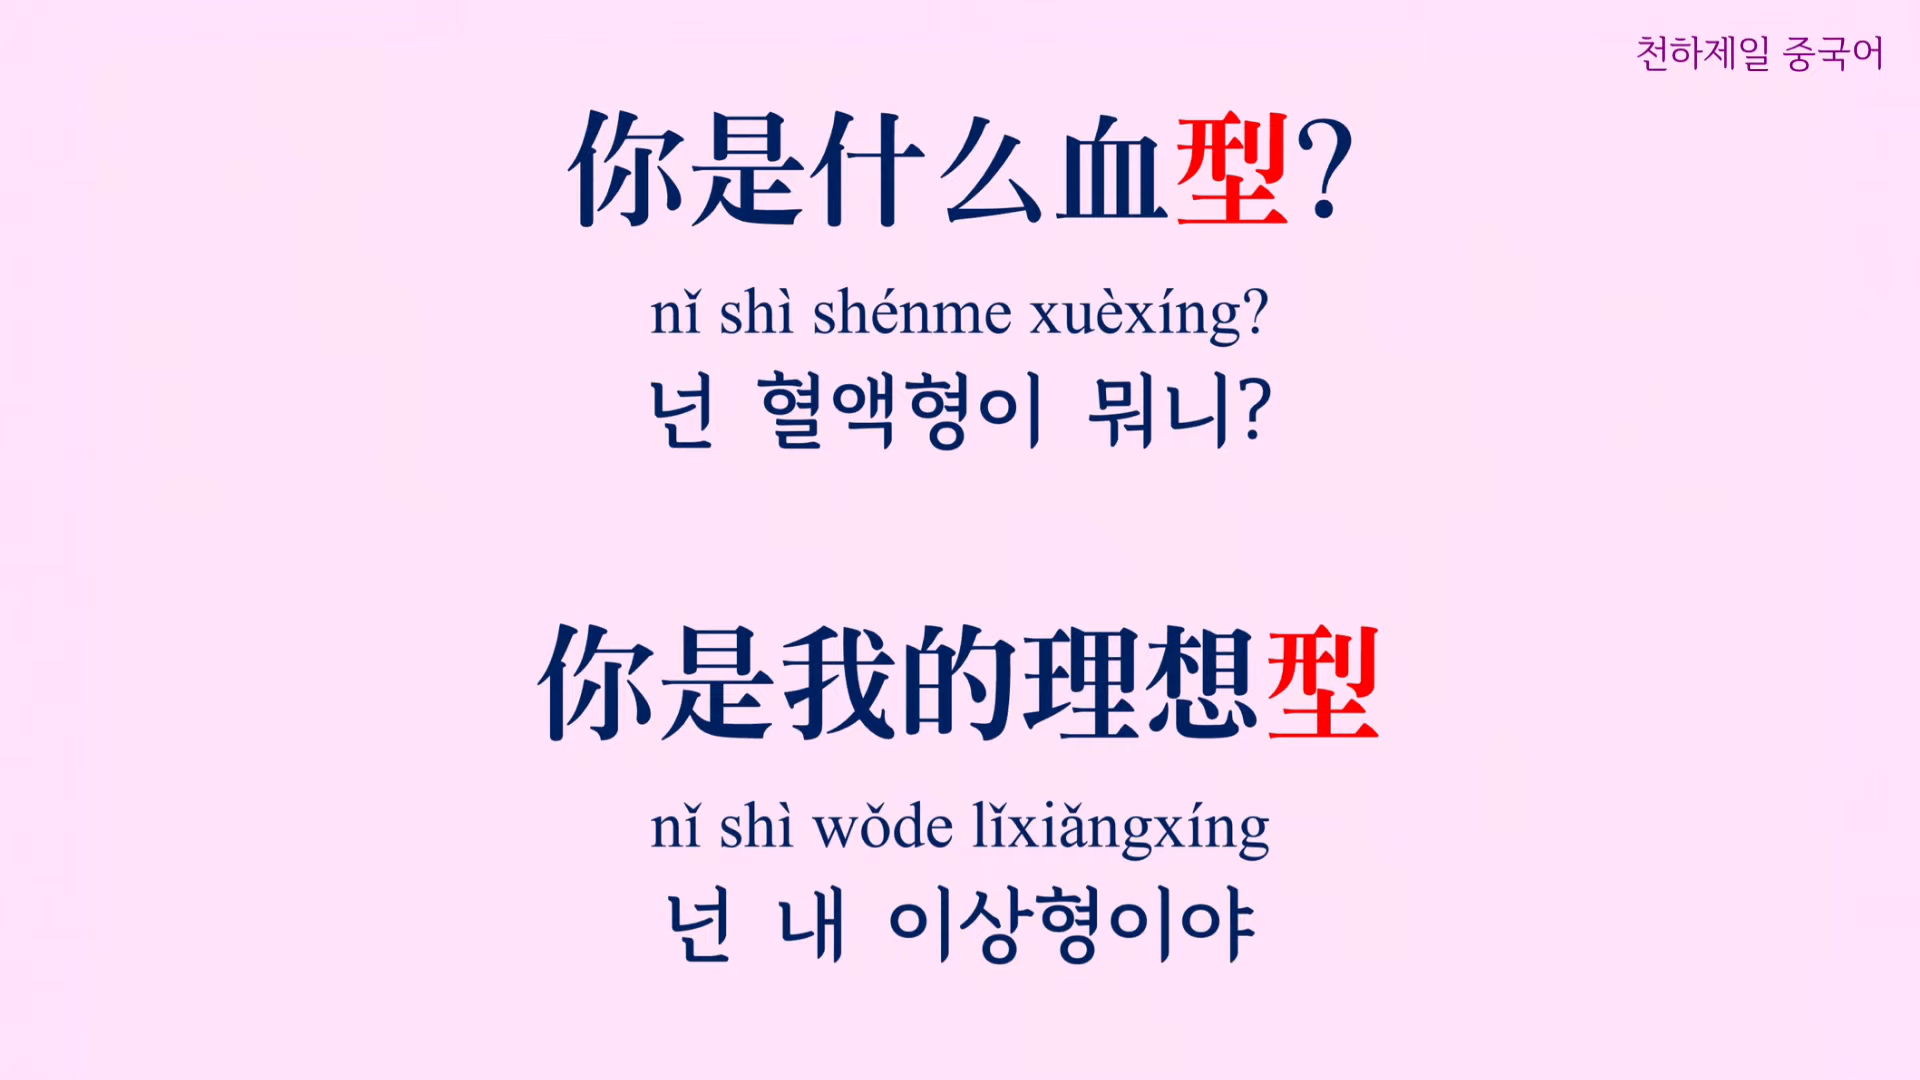 천하제일 중국어
你是什么血型?
nǐ shì shénme xuèxíng?
넌 혈액형이 뭐니?
你是我的理想型
nǐ shì wǒde lǐxiǎngxíng
넌 내 이상형이야